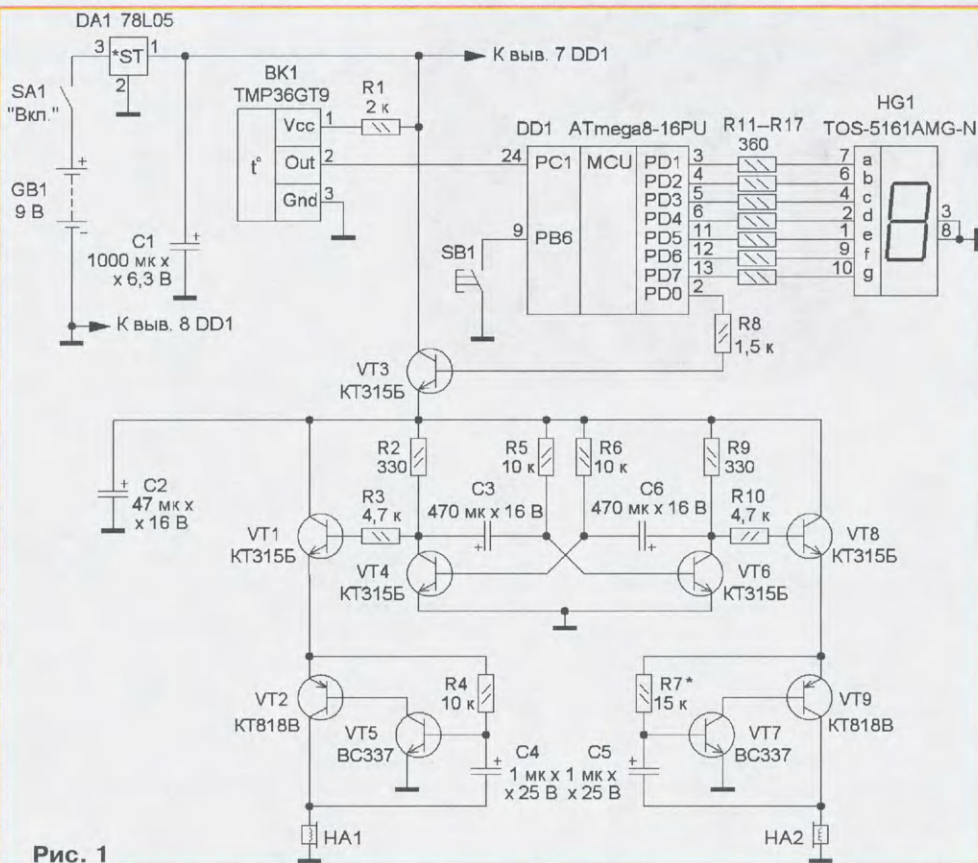 DA1 78L05
3
*ST
1
2
К выв. 7 DD1
SA1
"Вкл."
GB1
9 В
C1
1000 мк х
х 6,3 В
К выв. 8 DD1
BK1
TMP36GT9
t°
Vcc
1
Out
2
Gnd
3
R1
2 к
DD1 ATmega8-16PU
24
PC1
MCU
9
PB6
SB1
PD1
3
PD2
4
PD3
5
PD4
6
PD5
11
PD6
12
PD7
13
PD0
2
R11–R17
360
HG1
TOS-5161AMG-N
7
a
6
b
4
c
2
d
1
e
9
f
10
g
3
8
R8
1,5 к
VT3
КТ315Б
C2
47 мк х
х 16 В
R2
330
R5
10 к
R6
10 к
R9
330
R3
4,7 к
C3
470 мк х 16 В
C6
470 мк х 16 В
R10
4,7 к
VT1
КТ315Б
VT4
КТ315Б
VT6
КТ315Б
VT8
КТ315Б
VT2
КТ818В
R4
10 к
VT5
BC337
C4
1 мк х
х 25 В
C5
1 мк х
х 25 В
R7*
15 к
VT7
BC337
VT9
КТ818В
HA1
HA2
Рис. 1